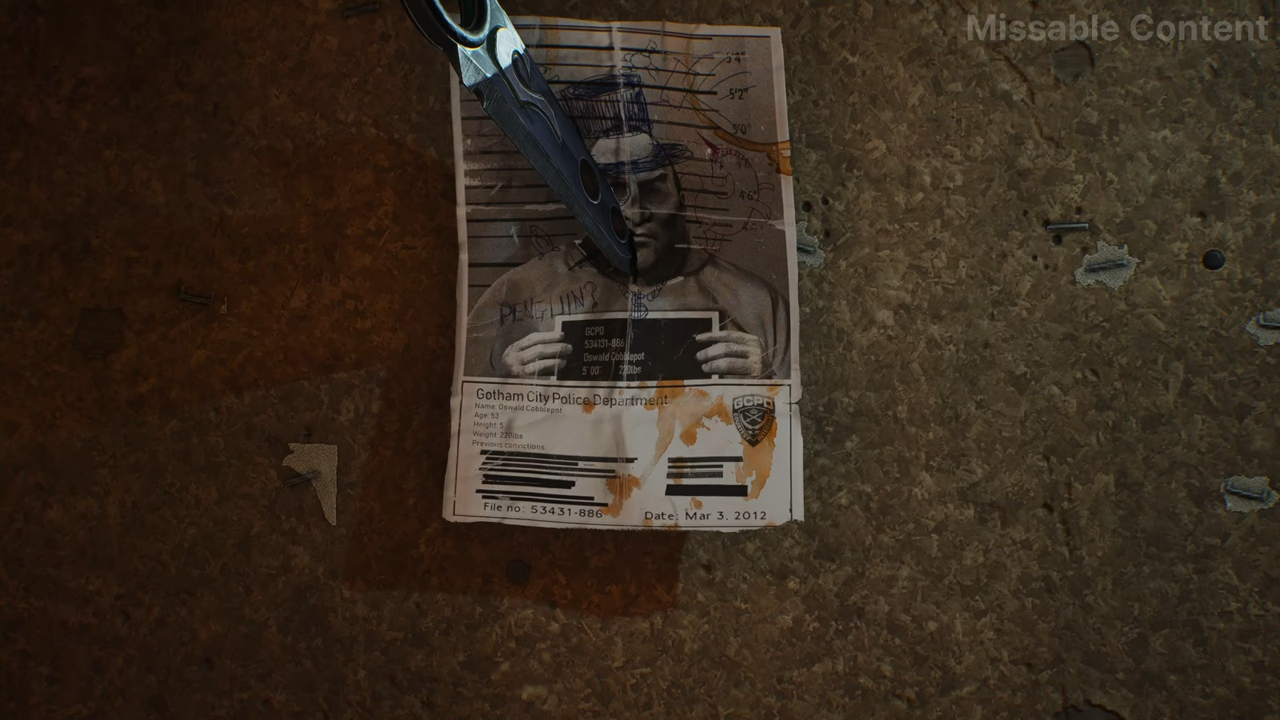 Missable Content
5'4"
5'2"
5'0"
4'6"
PENGUIN?
$
GCPD
534131-886
Oswald Cobblepot
5' 00" 220lbs
Gotham City Police Department
Name: Oswald Cobblepot
Age: 53
Height: 5
Weight: 220lbs
Previous convictions:
GCPD
File no: 53431-886
Date: Mar 3, 2012